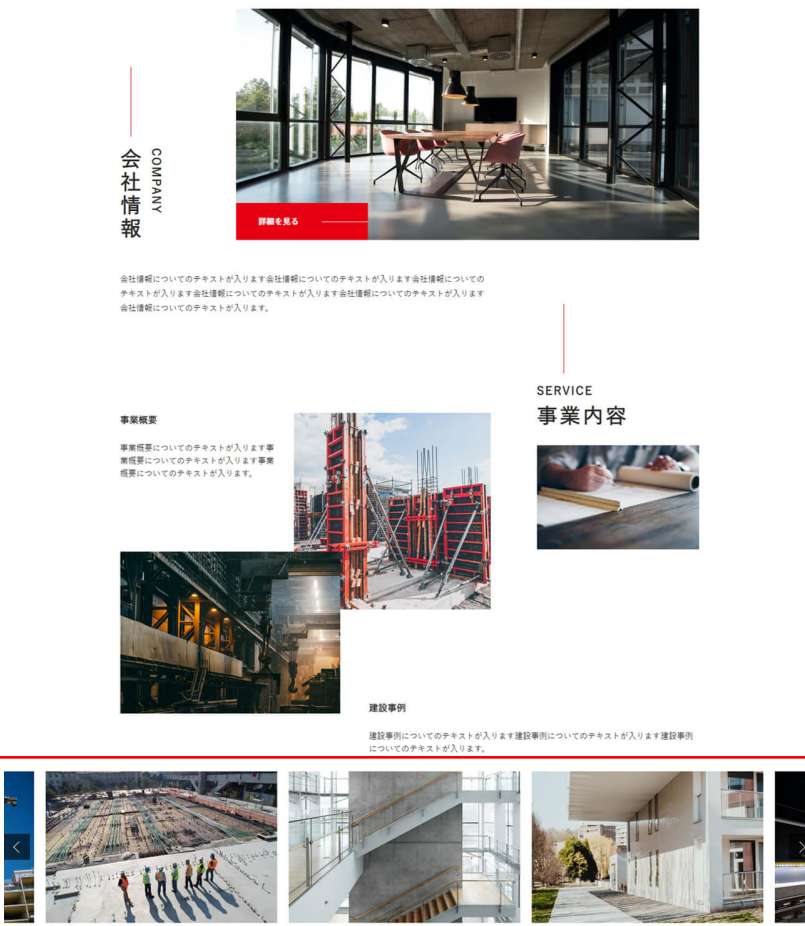 会社情報
COMPANY
詳細を見る
会社情報についてのテキストが入ります会社情報についてのテキストが入ります会社情報についての
テキストが入ります会社情報についてのテキストが入ります会社情報についてのテキストが入ります
会社情報についてのテキストが入ります。
SERVICE
事業内容
事業概要
事業概要についてのテキストが入ります事
業概要についてのテキストが入ります事業
概要についてのテキストが入ります。
建設事例
建設事例についてのテキストが入ります建設事例についてのテキストが入ります建設事例
についてのテキストが入ります。